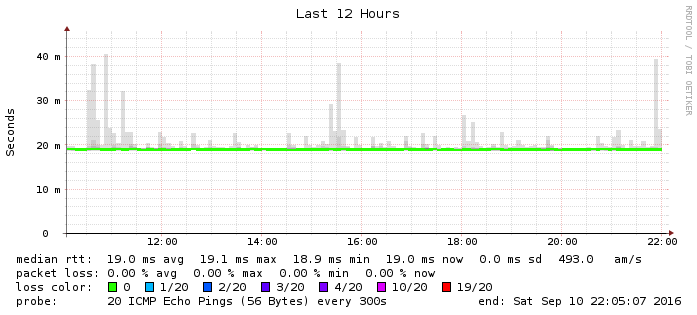 Last 12 Hours
RRDTOOL / TOBI OETIKER
Seconds
40 m
30 m
20 m
10 m
0
12:00 14:00 16:00 18:00 20:00 22:00
median rtt: 19.0 ms avg 19.1 ms max 18.9 ms min 19.0 ms now 0.0 ms sd 493.0 am/s
packet loss: 0.00 % avg 0.00 % max 0.00 % min 0.00 % now
loss color: 0 1/20 2/20 3/20 4/20 10/20 19/20
probe: 20 ICMP Echo Pings (56 Bytes) every 300s end: Sat Sep 10 22:05:07 2016